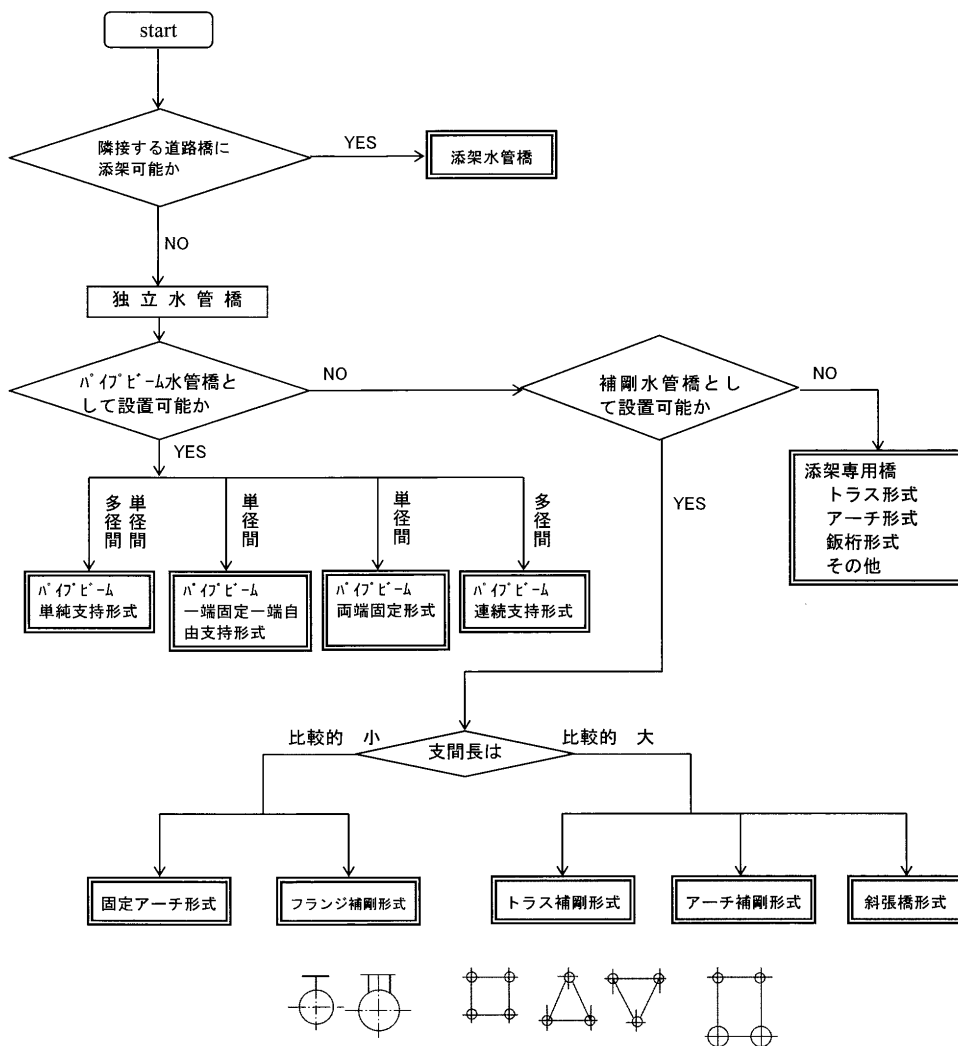 start
隣接する道路橋に
添架可能か
YES
添架水管橋
NO
独立水管橋
ﾊﾟｲﾌﾟﾋﾞｰﾑ水管橋と
して設置可能か
NO
補剛水管橋とし
て設置可能か
NO
YES
YES
添架専用橋
トラス形式
アーチ形式
鈑桁形式
その他
単径間
多径間
単径間
単径間
多径間
ﾊﾟｲﾌﾟﾋﾞｰﾑ
単純支持形式
ﾊﾟｲﾌﾟﾋﾞｰﾑ
一端固定一端自
由支持形式
ﾊﾟｲﾌﾟﾋﾞｰﾑ
両端固定形式
ﾊﾟｲﾌﾟﾋﾞｰﾑ
連続支持形式
比較的　小
支間長は
比較的　大
固定アーチ形式
フランジ補剛形式
トラス補剛形式
アーチ補剛形式
斜張橋形式